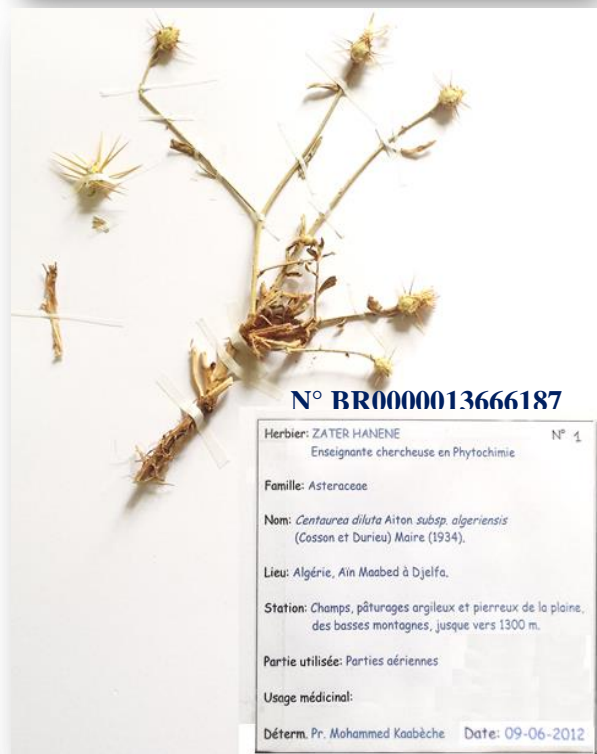 N° BR0000013666187
Herbier: ZATER HANENE N° 1
Enseignante chercheuse en Phytochimie
Famille: Asteraceae
Nom: Centaurea diluta Aiton subsp. algeriensis
(Cosson et Durieu) Maire (1934).
Lieu: Algérie, Aïn Maabed à Djelfa.
Station: Champs, pâturages argileux et pierreux de la plaine,
des basses montagnes, jusque vers 1300 m.
Partie utilisée: Parties aériennes
Usage médicinal:
Déterm. Pr. Mohammed Kaabèche Date: 09-06-2012